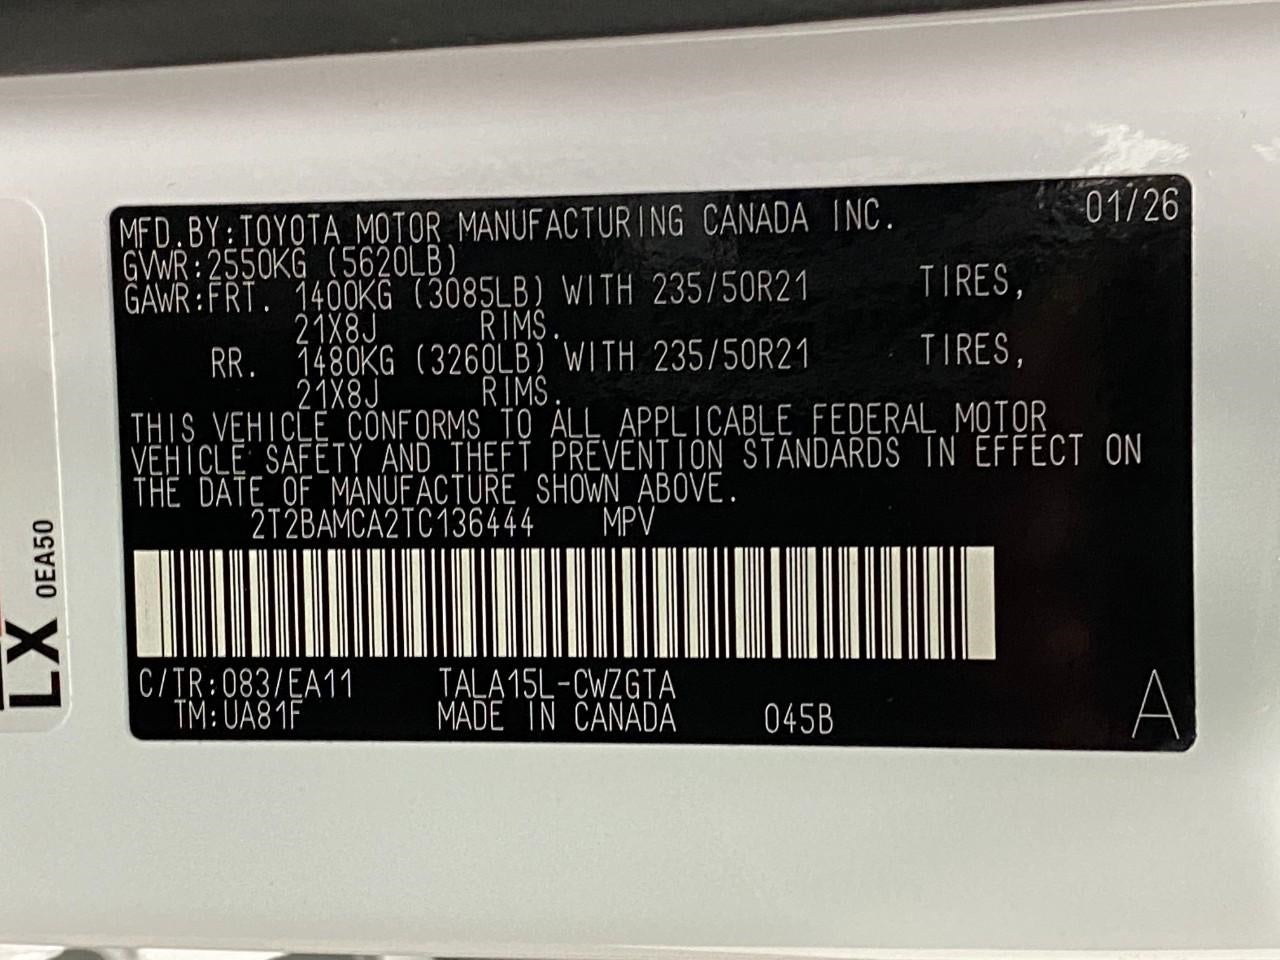 MFD.BY:TOYOTA MOTOR MANUFACTURING CANADA INC. 01/26
GVWR:2550KG (5620LB)
GAWR:FRT. 1400KG (3085LB) WITH 235/50R21 TIRES,
21X8J RIMS.
RR. 1480KG (3260LB) WITH 235/50R21 TIRES,
21X8J RIMS.
THIS VEHICLE CONFORMS TO ALL APPLICABLE FEDERAL MOTOR
VEHICLE SAFETY AND THEFT PREVENTION STANDARDS IN EFFECT ON
THE DATE OF MANUFACTURE SHOWN ABOVE.
2T2BAMCA2TC136444 MPV
C/TR:083/EA11 TALA15L-CWZGTA
TM:UA81F MADE IN CANADA 045B
A
LX 0EA50